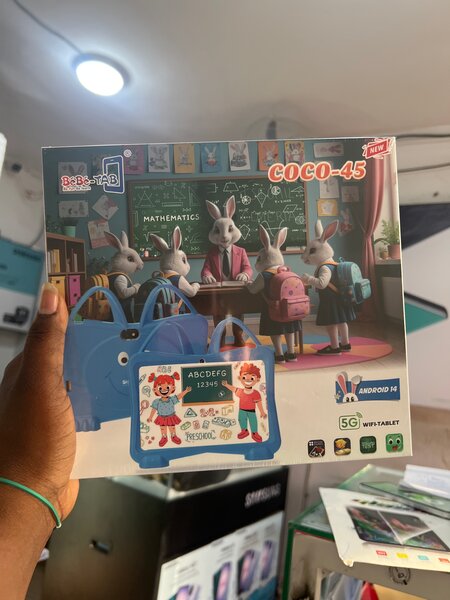 BeBe-TAB
®
NEW
COCO-45
MATHEMATICS
ABCDEFG
12345
PRESCHOOL
ANDROID 14
5G WIFI-TABLET
SAMSUNG